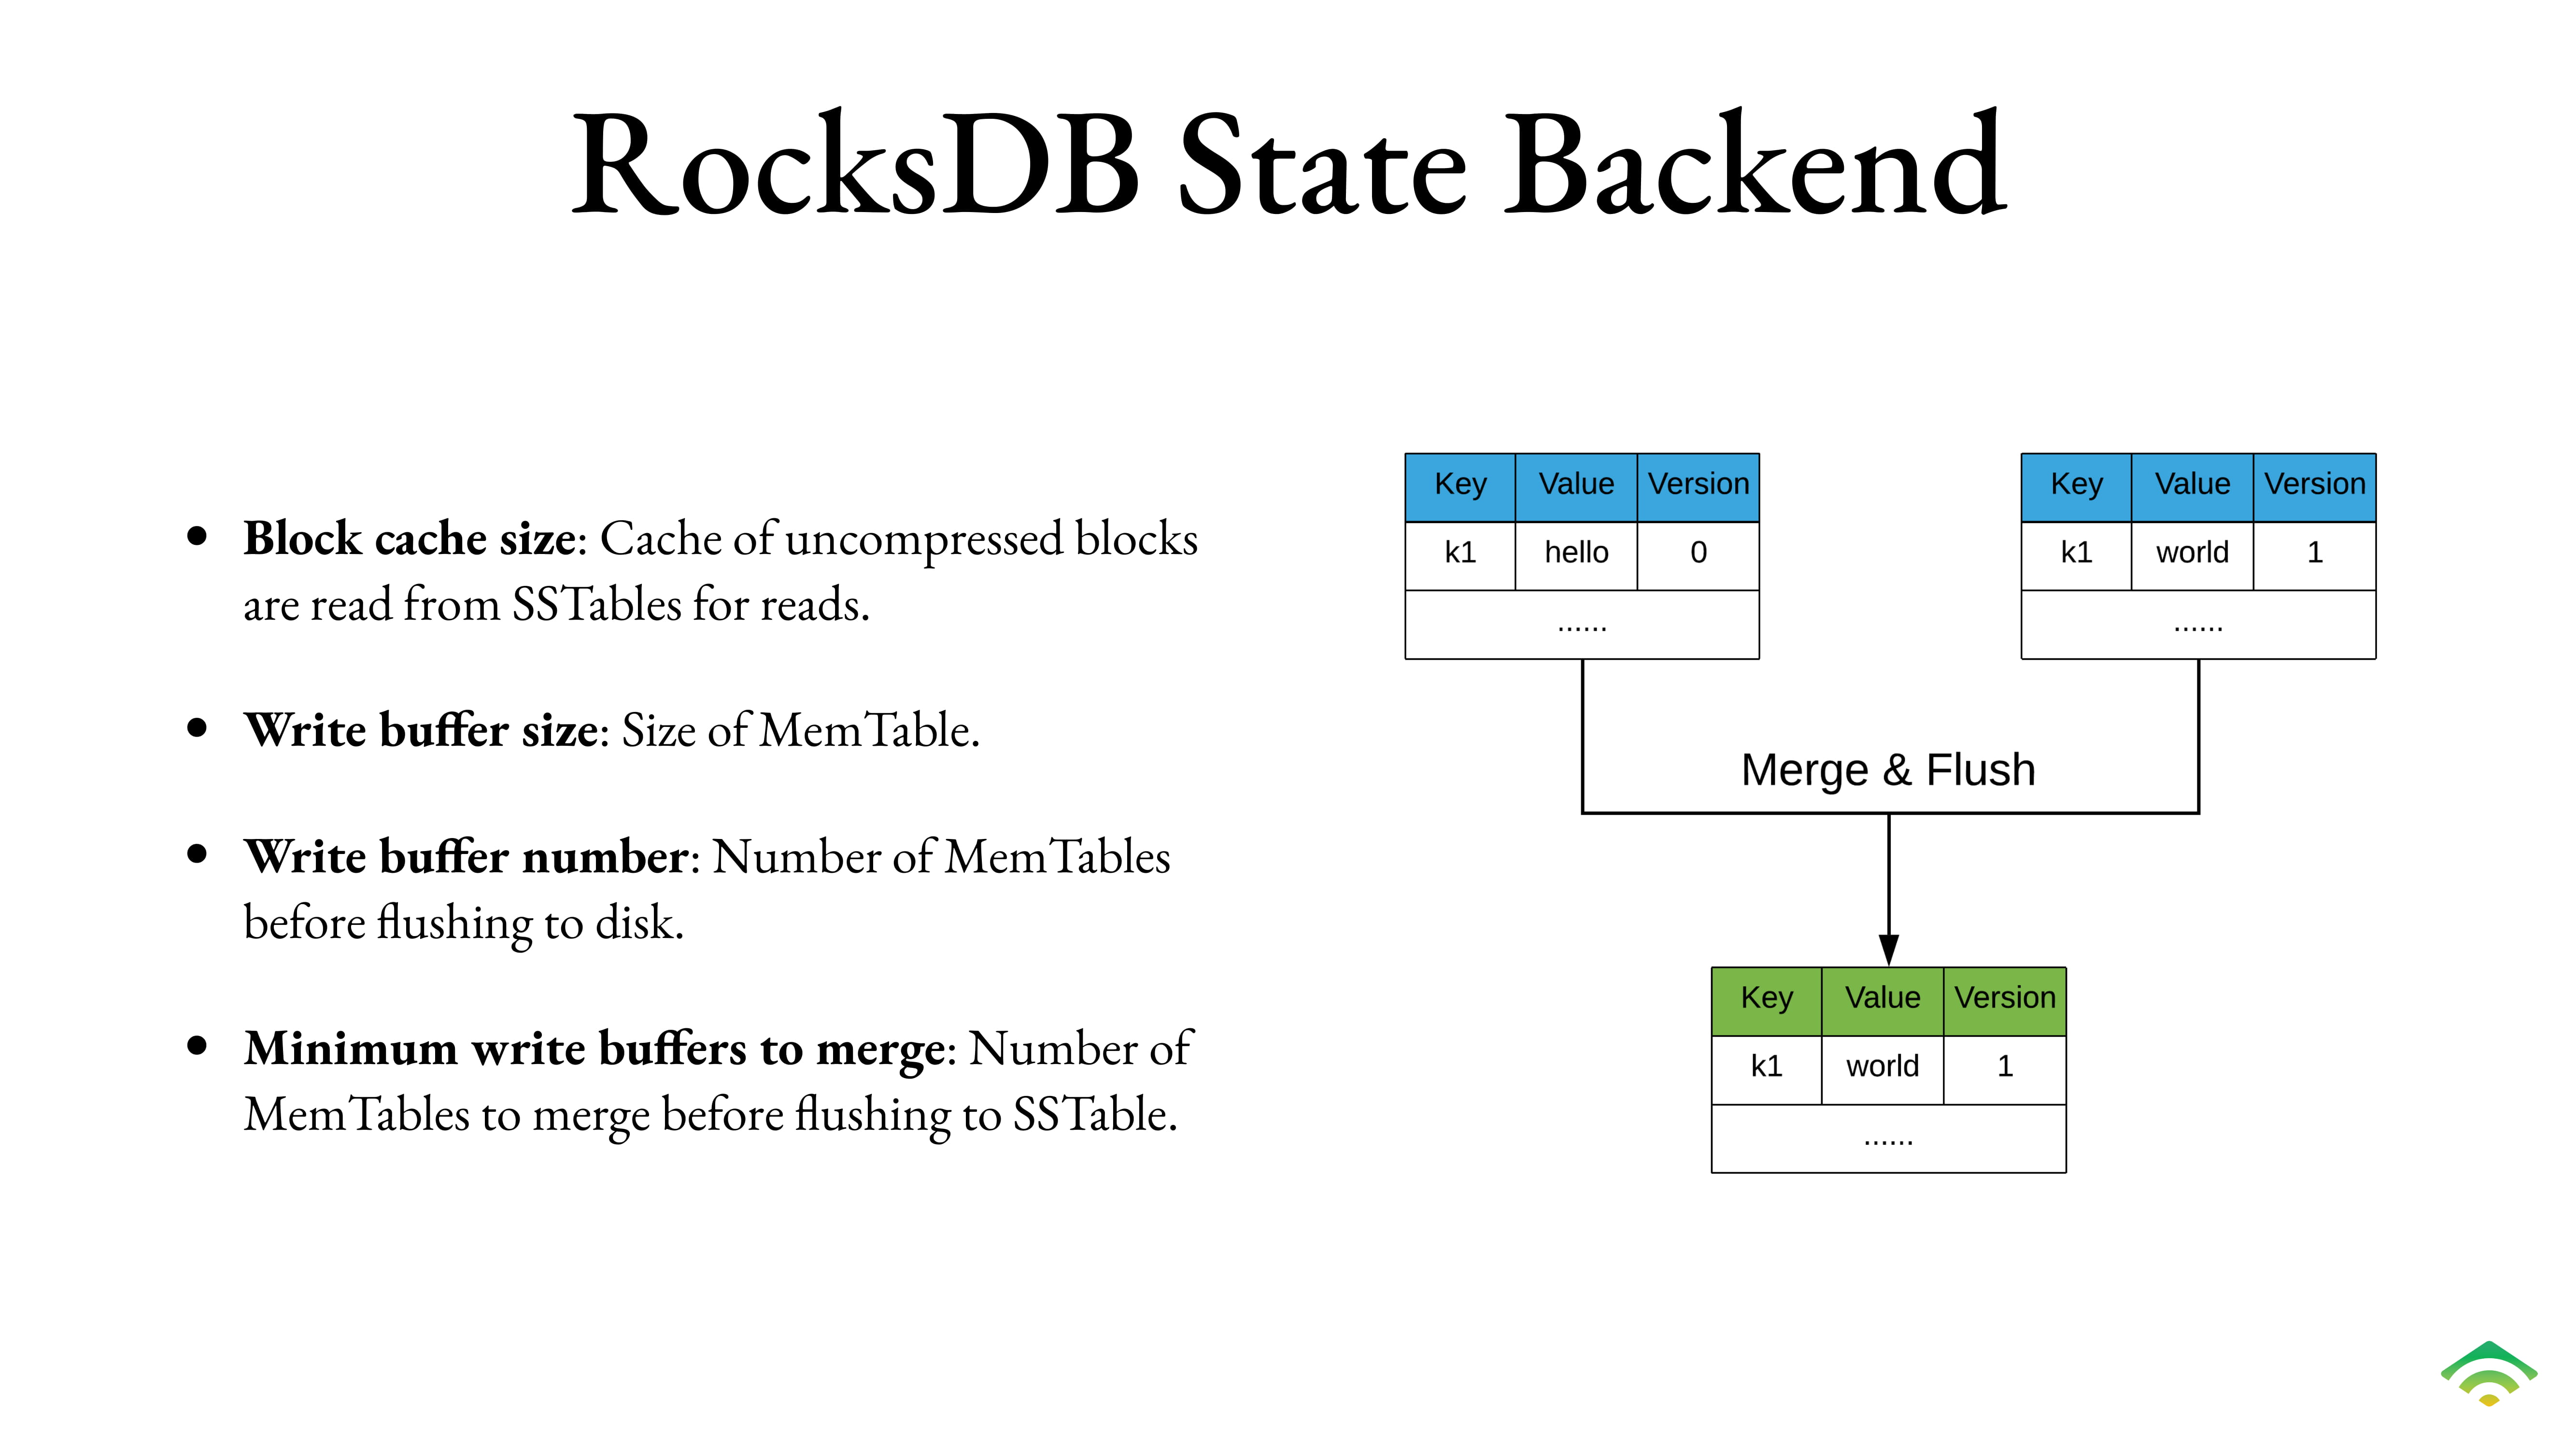 RocksDB State Backend
• Block cache size: Cache of uncompressed blocks
are read from SSTables for reads.
• Write buffer size: Size of MemTable.
• Write buffer number: Number of MemTables
before flushing to disk.
• Minimum write buffers to merge: Number of
MemTables to merge before flushing to SSTable.
Key Value Version
k1 hello 0
......
Key Value Version
k1 world 1
......
Merge & Flush
Key Value Version
k1 world 1
......